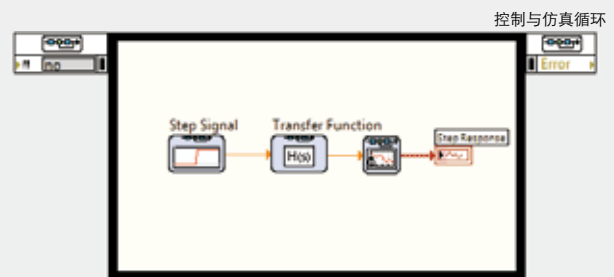 控制与仿真循环
Error
Step Signal
Transfer Function
H(s)
Step Response